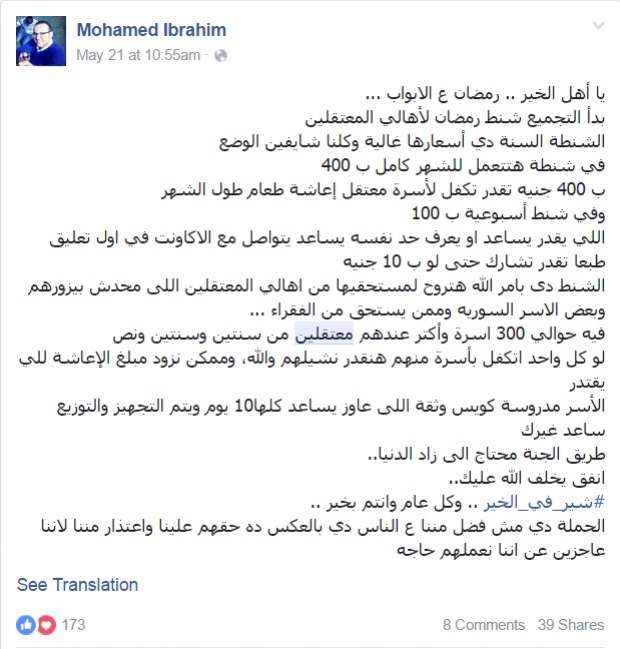 Mohamed Ibrahim
May 21 at 10:55am ·
يا أهل الخير .. رمضان ع الابواب ...
بدأ التجميع شنط رمضان لأهالي المعتقلين
الشنطة السنة دي أسعارها غالية وكلنا شايفين الوضع
في شنطة هتتعمل للشهر كامل ب 400
ب 400 جنيه تقدر تكفل لأسرة معتقل إعاشة طعام طول الشهر
وفي شنط أسبوعية ب 100
اللي يقدر يساعد او يعرف حد نفسه يساعد يتواصل مع الاكاونت في اول تعليق
طبعا تقدر تشارك حتى لو ب 10 جنيه
الشنط دى بامر الله هتروح لمستحقيها من اهالي المعتقلين اللى محدش بيزورهم
وبعض الاسر السوريه وممن يستحق من الفقراء ...
فيه حوالي 300 اسرة وأكتر عندهم معتقلين من سنتين وسنتين ونص
لو كل واحد اتكفل بأسرة منهم هنقدر نشيلهم والله، وممكن نزود مبلغ الإعاشة للي
يقتدر
الأسر مدروسة كويس وثقة اللى عاوز يساعد كلها10 يوم ويتم التجهيز والتوزيع
ساعد غيرك
طريق الجنة محتاج الى زاد الدنيا..
انفق يخلف الله عليك..
#شير_في_الخير .. وكل عام وانتم بخير ..
الحملة دي مش فضل مننا ع الناس دي بالعكس ده حقهم علينا واعتذار مننا لاننا
عاجزين عن اننا نعملهم حاجه
See Translation
173
8 Comments 39 Shares